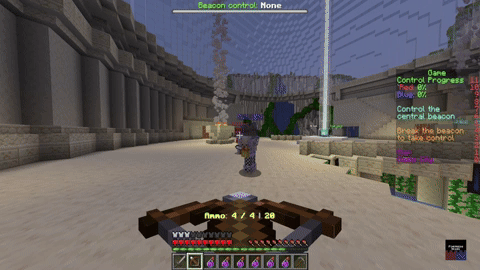 Beacon control: None
Game
Control Progress
Red: 0%
Blue: 0%
Control the
central beacon
Break the beacon
to take control
Ammo: 4 / 4 | 20